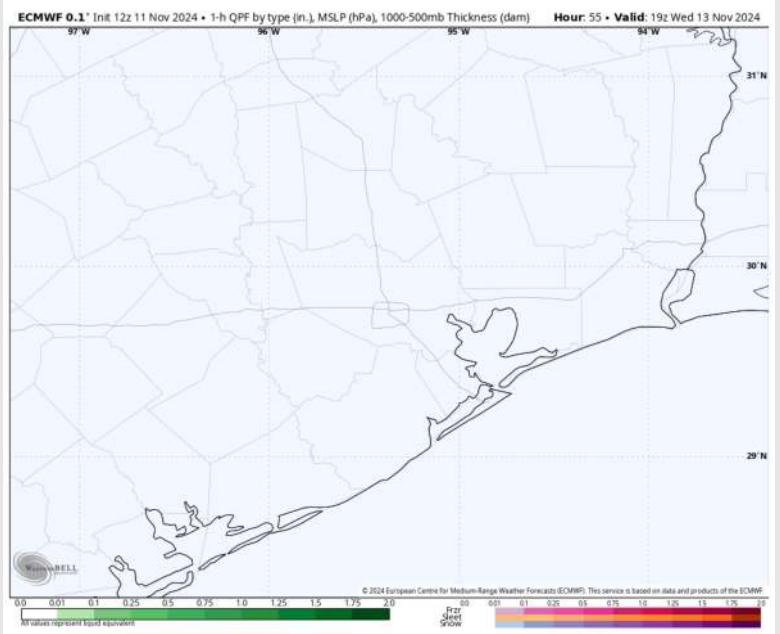 ECMWF 0.1° Init 12z 11 Nov 2024 • 1-h QPF by type (in.), MSLP (hPa), 1000-500mb Thickness (dam) Hour: 55 • Valid: 19z Wed 13 Nov 2024
97°W 96°W 95°W 94°W
31°N
30°N
29°N
WEATHERBELL
© 2024 European Centre for Medium-Range Weather Forecasts (ECMWF). This service is based on data and products of the ECMWF
0.0 0.01 0.1 0.25 0.5 0.75 1.0 1.25 1.5 1.75 2.0 0.0 0.01 0.1 0.25 0.5 0.75 1.0 1.25 1.5 1.75 2.0
Frzr
Sleet
Snow
All values represent liquid equivalent